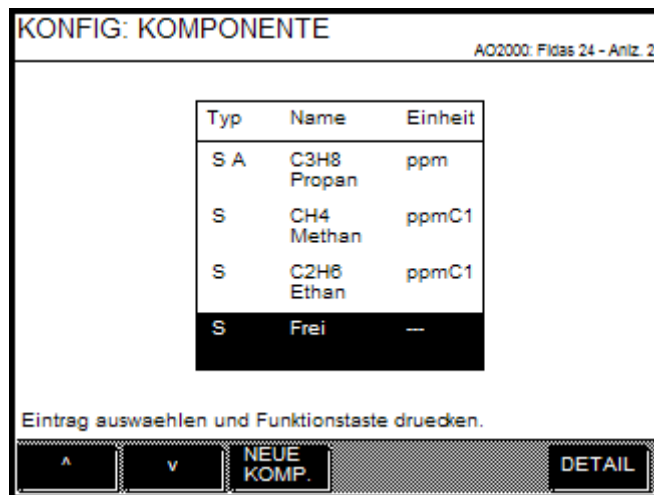 KONFIG: KOMPONENTE
AO2000: Fidas 24 - Anlz. 2
Typ Name Einheit
S A C3H8 ppm
Propan
S CH4 ppmC1
Methan
S C2H6 ppmC1
Ethan
S Frei ---
Eintrag auswaehlen und Funktionstaste druecken.
^ v NEUE KOMP. DETAIL